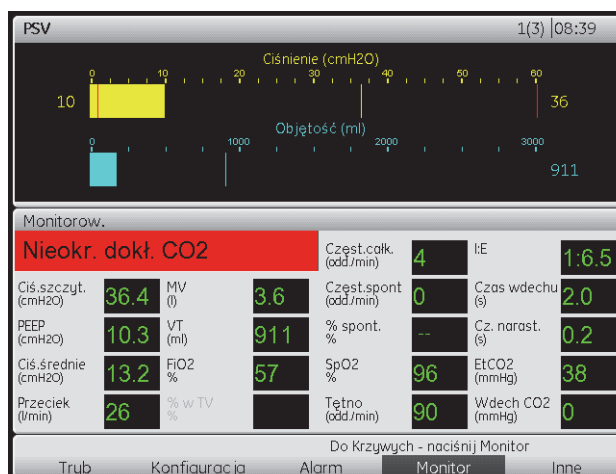 PSV 1(3) |08:39
Ciśnienie (cmH2O)
0 10 20 30 40 50 60
10 36
Objętość (ml)
0 1000 2000 3000
911
Monitorow.
Nieokr. dokł. CO2
Częst.całk. (odd./min) 4 I:E 1:6.5
Ciś.szczyt. (cmH2O) 36.4 MV (l) 3.6 Częst.spont (odd./min) 0 Czas wdechu (s) 2.0
PEEP (cmH2O) 10.3 VT (ml) 911 % spont. % -- Cz. narast. (s) 0.2
Ciś.średnie (cmH2O) 13.2 FiO2 % 57 SpO2 % 96 EtCO2 (mmHg) 38
Przeciek (l/min) 26 % w TV % Tętno (odd./min) 90 Wdech CO2 (mmHg) 0
Do Krzywych - naciśnij Monitor
Tryb Konfiguracja Alarm Monitor Inne